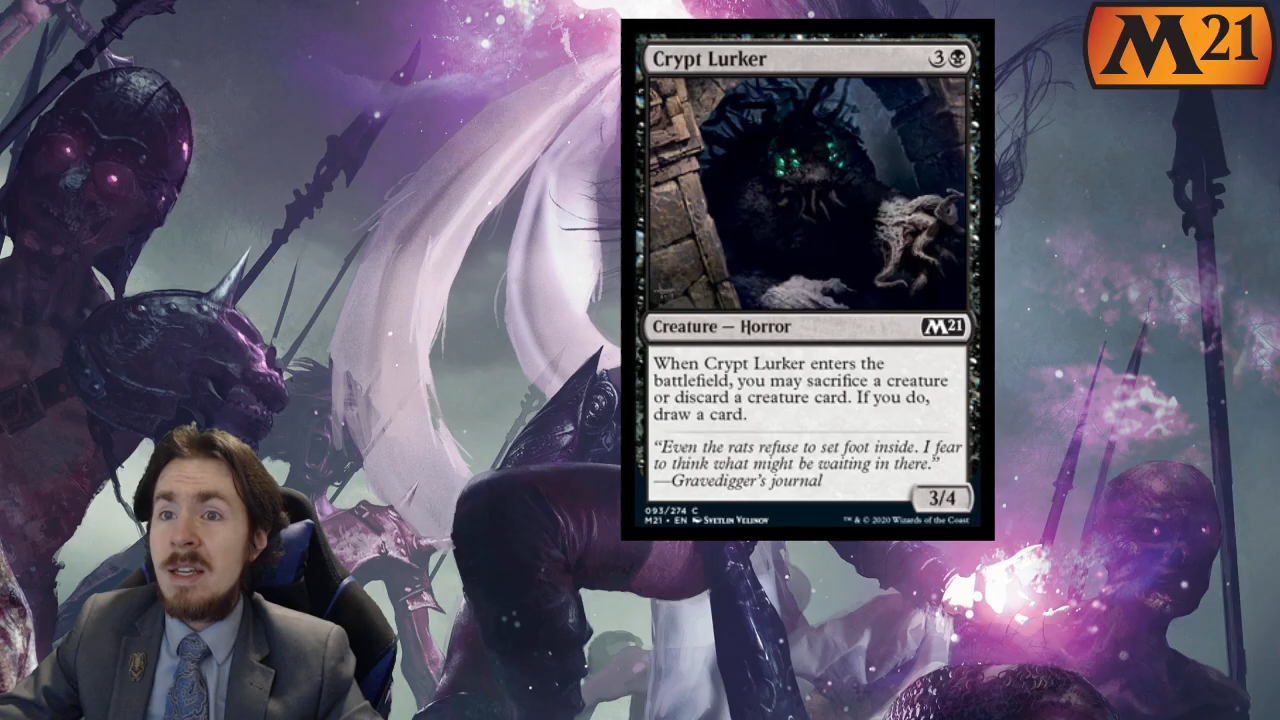 M21
Crypt Lurker 3
Creature — Horror M21
When Crypt Lurker enters the
battlefield, you may sacrifice a creature
or discard a creature card. If you do,
draw a card.
“Even the rats refuse to set foot inside. I fear
to think what might be waiting in there.”
—Gravedigger’s journal
3/4
093/274 C
M21 • EN Svetlin Velinov ™ & © 2020 Wizards of the Coast